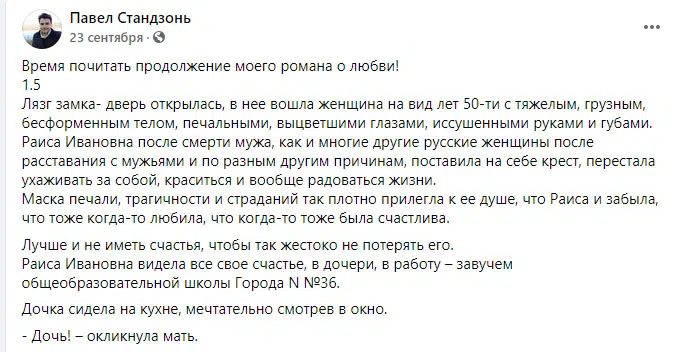 Павел Стандзонь
23 сентября ·
Время почитать продолжение моего романа о любви!
1.5
Лязг замка- дверь открылась, в нее вошла женщина на вид лет 50-ти с тяжелым, грузным,
бесформенным телом, печальными, выцветшими глазами, иссушенными руками и губами.
Раиса Ивановна после смерти мужа, как и многие другие русские женщины после
расставания с мужьями и по разным другим причинам, поставила на себе крест, перестала
ухаживать за собой, краситься и вообще радоваться жизни.
Маска печали, трагичности и страданий так плотно прилегла к ее душе, что Раиса и забыла,
что тоже когда-то любила, что когда-то тоже была счастлива.
Лучше и не иметь счастья, чтобы так жестоко не потерять его.
Раиса Ивановна видела все свое счастье, в дочери, в работу – завучем
общеобразовательной школы Города N №36.
Дочка сидела на кухне, мечтательно смотрев в окно.
- Дочь! – окликнула мать.